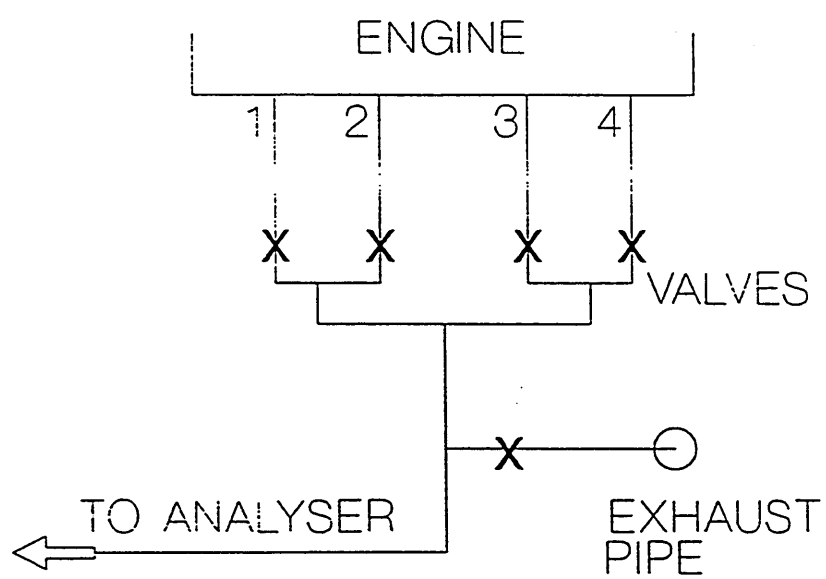 ENGINE
1 2 3 4
X X X X
VALVES
X
TO ANALYSER
EXHAUST
PIPE